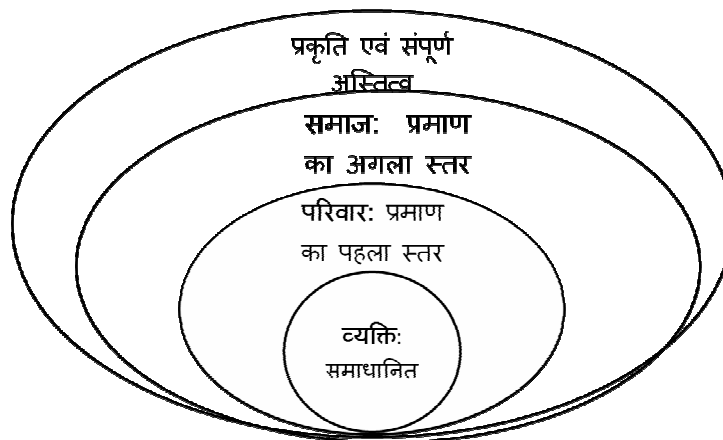 प्रकृति एवं संपूर्ण
अस्तित्व
समाज: प्रमाण
का अगला स्तर
परिवार: प्रमाण
का पहला स्तर
व्यक्ति:
समाधानित